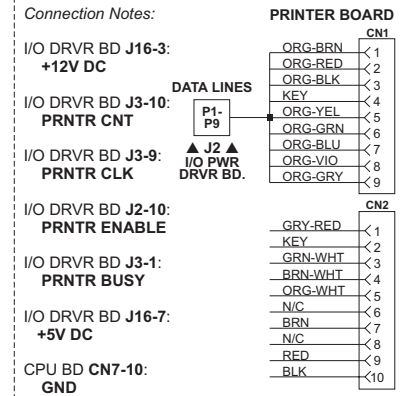 Connection Notes:
I/O DRVR BD J16-3:
+12V DC
I/O DRVR BD J3-10:
PRNTR CNT
I/O DRVR BD J3-9:
PRNTR CLK
I/O DRVR BD J2-10:
PRNTR ENABLE
I/O DRVR BD J3-1:
PRNTR BUSY
I/O DRVR BD J16-7:
+5V DC
CPU BD CN7-10:
GND
DATA LINES
P1-
P9
▲ J2 ▲
I/O PWR
DRVR BD.
PRINTER BOARD
CN1
ORG-BRN 1
ORG-RED 2
ORG-BLK 3
KEY 4
ORG-YEL 5
ORG-GRN 6
ORG-BLU 7
ORG-VIO 8
ORG-GRY 9
CN2
GRY-RED 1
KEY 2
GRN-WHT 3
BRN-WHT 4
ORG-WHT 5
N/C 6
BRN 7
N/C 8
RED 9
BLK 10